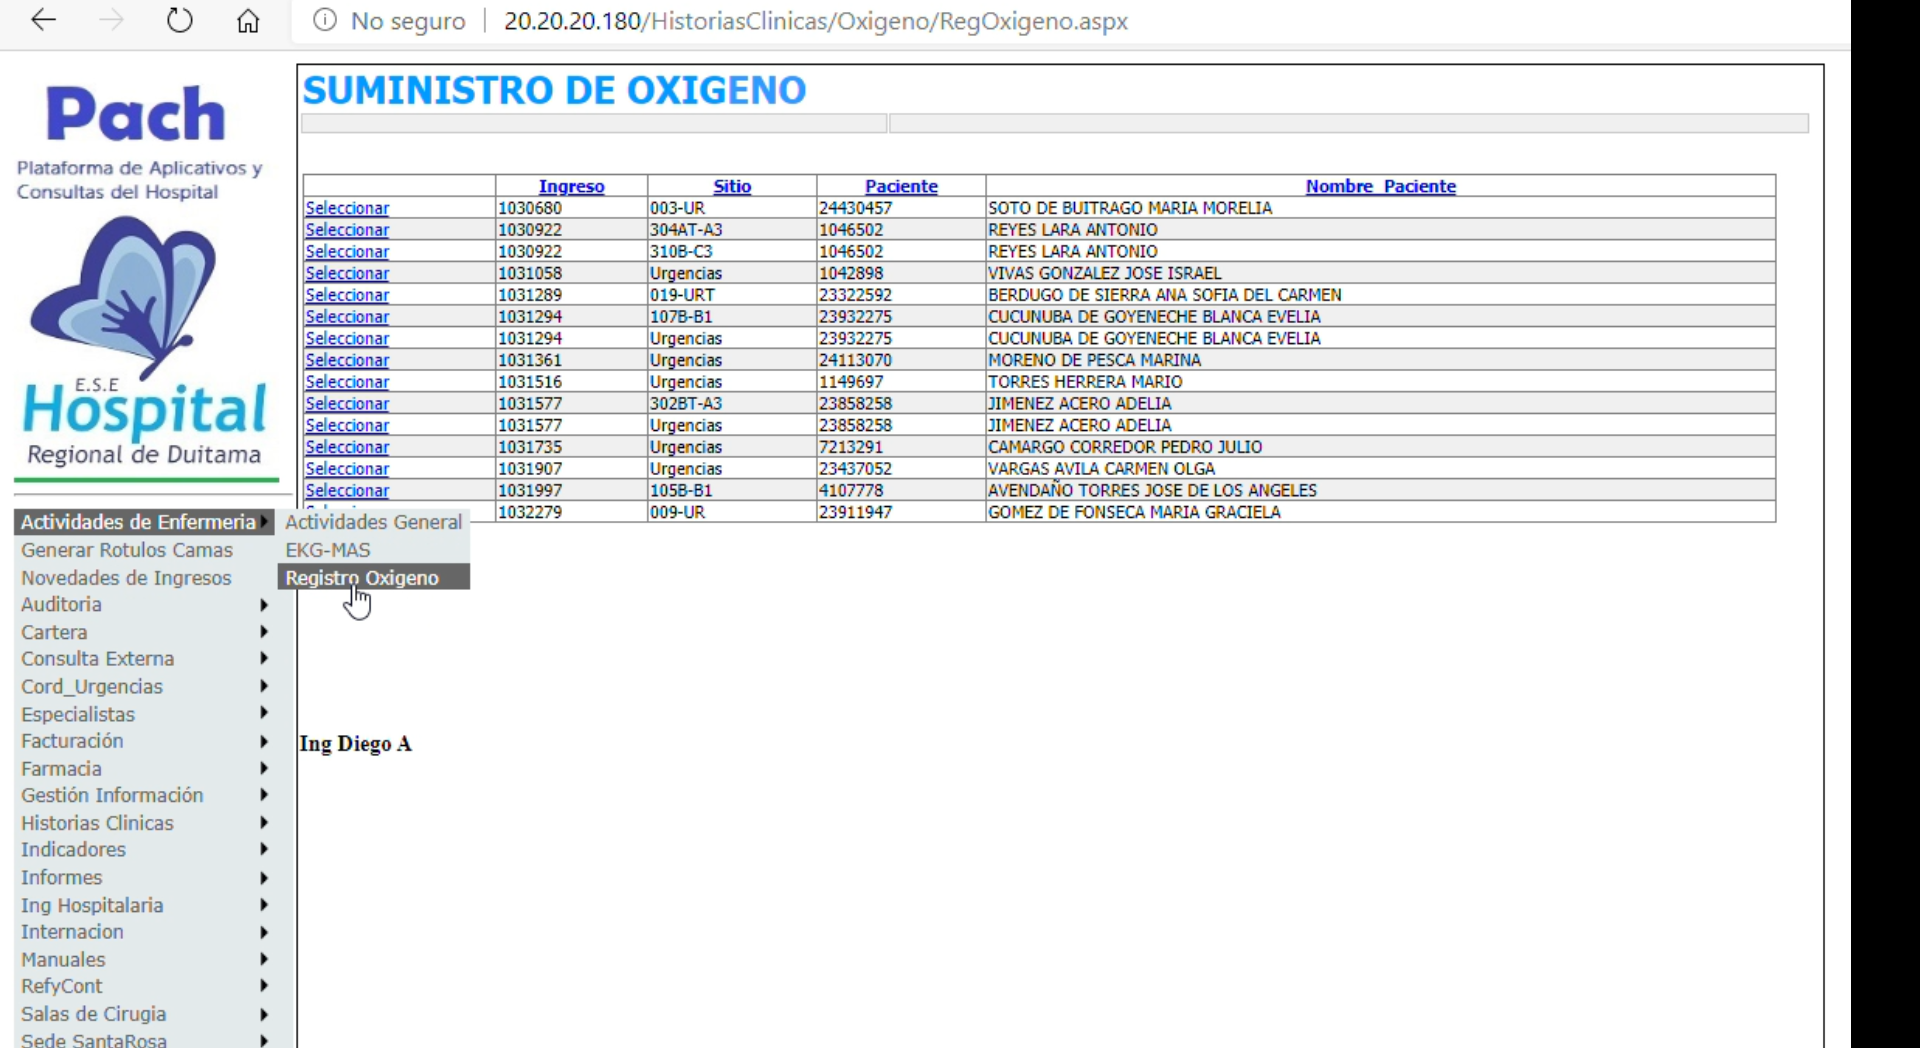 No seguro | 20.20.20.180/HistoriasClinicas/Oxigeno/RegOxigeno.aspx
Pach
Plataforma de Aplicativos y
Consultas del Hospital
E.S.E
Hospital
Regional de Duitama
SUMINISTRO DE OXIGENO
Ingreso Sitio Paciente Nombre_Paciente
Seleccionar 1030680 003-UR 24430457 SOTO DE BUITRAGO MARIA MORELIA
Seleccionar 1030922 304AT-A3 1046502 REYES LARA ANTONIO
Seleccionar 1030922 310B-C3 1046502 REYES LARA ANTONIO
Seleccionar 1031058 Urgencias 1042898 VIVAS GONZALEZ JOSE ISRAEL
Seleccionar 1031289 019-URT 23322592 BERDUGO DE SIERRA ANA SOFIA DEL CARMEN
Seleccionar 1031294 107B-B1 23932275 CUCUNUBA DE GOYENECHE BLANCA EVELIA
Seleccionar 1031294 Urgencias 23932275 CUCUNUBA DE GOYENECHE BLANCA EVELIA
Seleccionar 1031361 Urgencias 24113070 MORENO DE PESCA MARINA
Seleccionar 1031516 Urgencias 1149697 TORRES HERRERA MARIO
Seleccionar 1031577 302BT-A3 23858258 JIMENEZ ACERO ADELIA
Seleccionar 1031577 Urgencias 23858258 JIMENEZ ACERO ADELIA
Seleccionar 1031735 Urgencias 7213291 CAMARGO CORREDOR PEDRO JULIO
Seleccionar 1031907 Urgencias 23437052 VARGAS AVILA CARMEN OLGA
Seleccionar 1031997 105B-B1 4107778 AVENDAÑO TORRES JOSE DE LOS ANGELES
1032279 009-UR 23911947 GOMEZ DE FONSECA MARIA GRACIELA
Actividades de Enfermeria
Generar Rotulos Camas
Novedades de Ingresos
Auditoria
Cartera
Consulta Externa
Cord_Urgencias
Especialistas
Facturación
Farmacia
Gestión Información
Historias Clinicas
Indicadores
Informes
Ing Hospitalaria
Internacion
Manuales
RefyCont
Salas de Cirugia
Sede SantaRosa
Actividades General
EKG-MAS
Registro Oxigeno
Ing Diego A